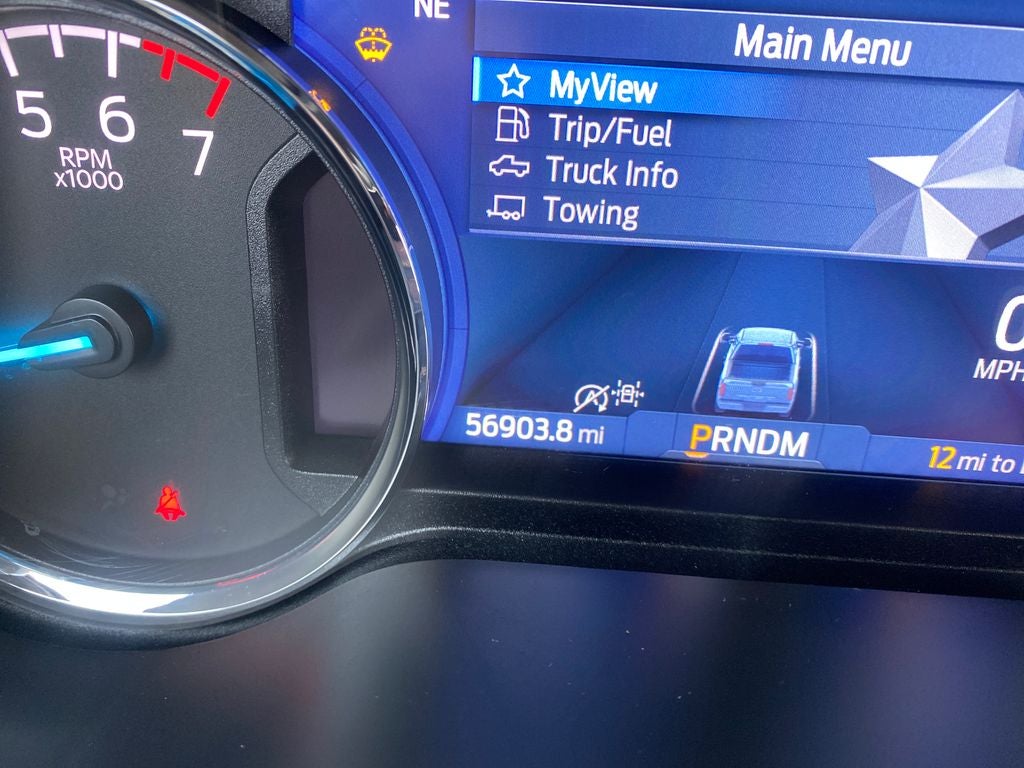 NE
Main Menu
MyView
Trip/Fuel
Truck Info
Towing
5
6
7
RPM
x1000
MPH
56903.8 mi
PRNDM
12 mi to